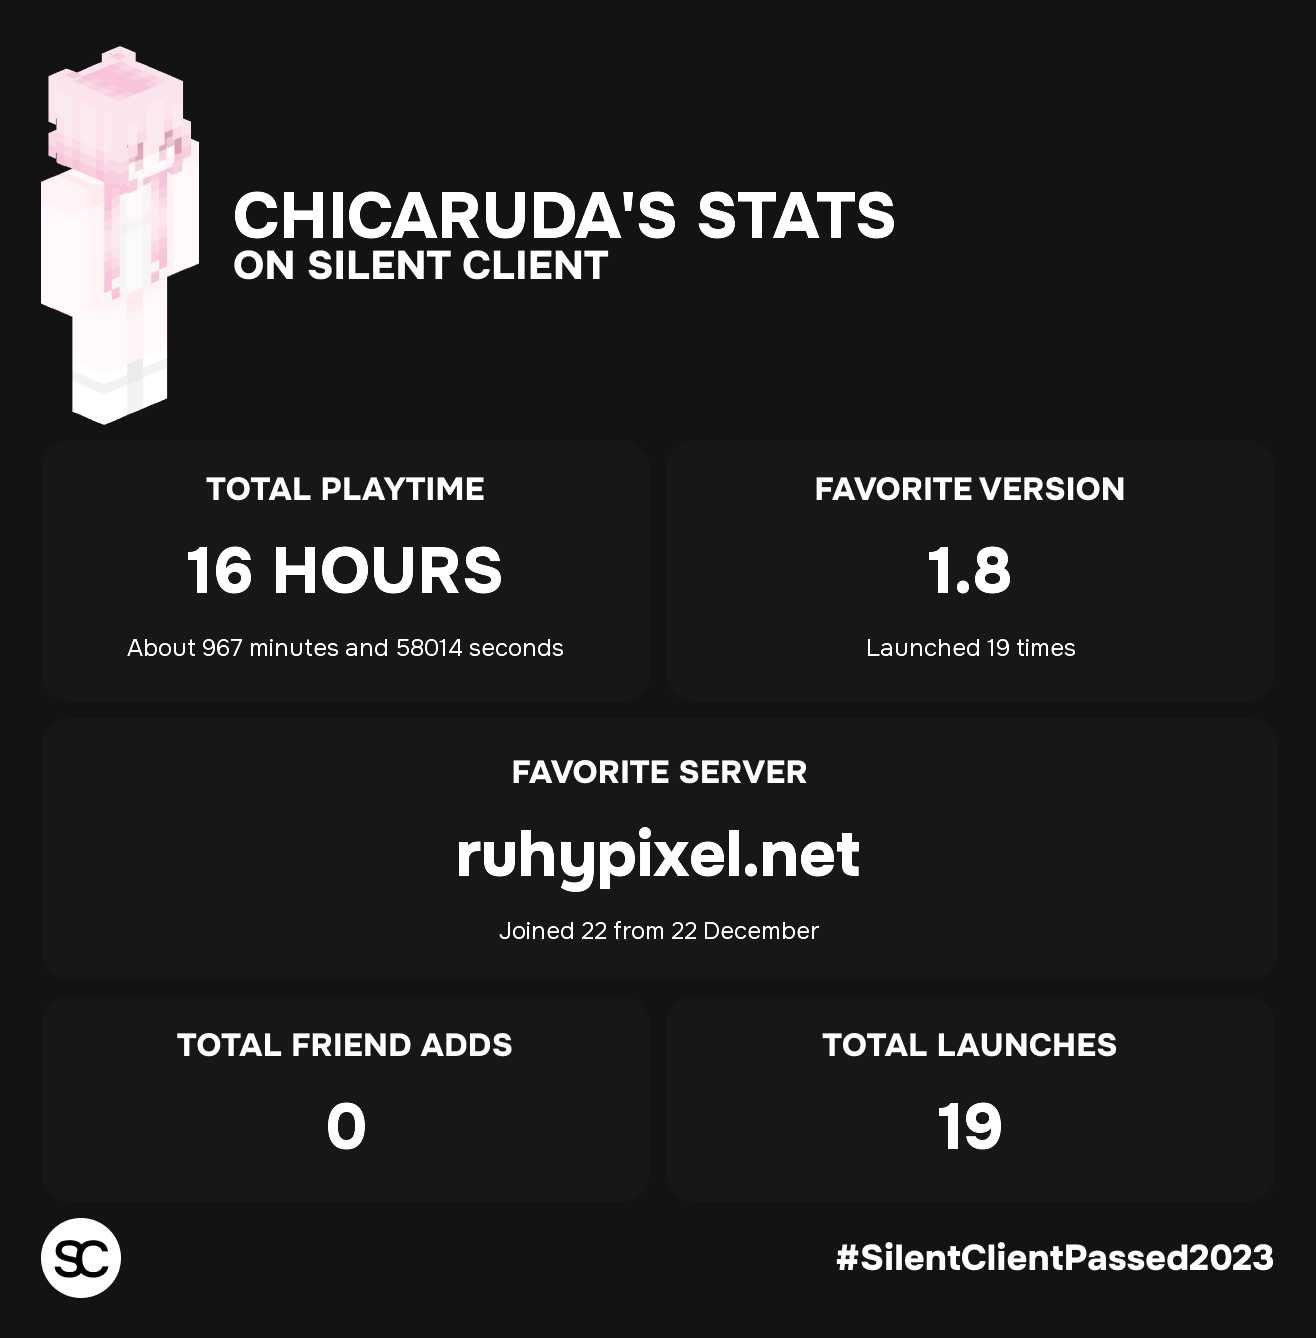 CHICARUDA'S STATS
ON SILENT CLIENT
TOTAL PLAYTIME
16 HOURS
About 967 minutes and 58014 seconds
FAVORITE VERSION
1.8
Launched 19 times
FAVORITE SERVER
ruhypixel.net
Joined 22 from 22 December
TOTAL FRIEND ADDS
0
TOTAL LAUNCHES
19
SC
#SilentClientPassed2023